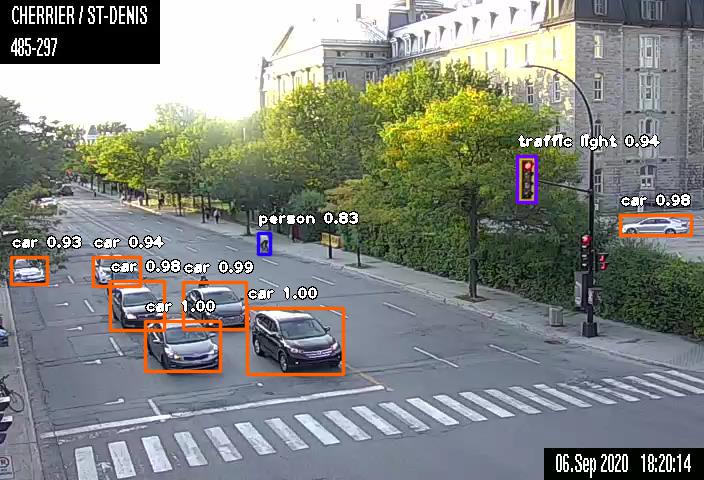 CHERRIER / ST-DENIS
485-297
traffic light 0.94
car 0.98
person 0.83
car 0.93
car 0.94
car 0.98
car 0.99
car 1.00
car 1.00
06.Sep 2020 18:20:14